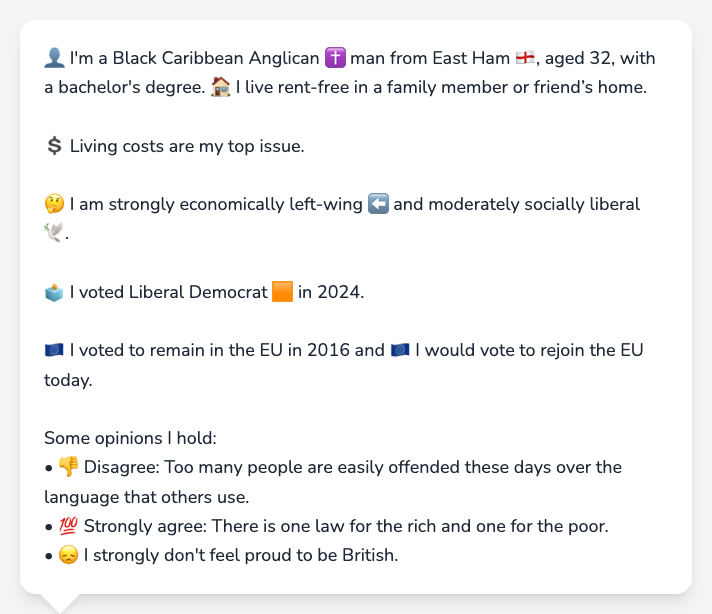 👤 I'm a Black Caribbean Anglican ✝️ man from East Ham 🏴󠁧󠁢󠁥󠁮󠁧󠁿, aged 32, with
a bachelor's degree. 🏠 I live rent-free in a family member or friend’s home.
💲 Living costs are my top issue.
🤔 I am strongly economically left-wing ⬅️ and moderately socially liberal
🕊️.
🗳️ I voted Liberal Democrat 🟧 in 2024.
🇪🇺 I voted to remain in the EU in 2016 and 🇪🇺 I would vote to rejoin the EU
today.
Some opinions I hold:
• 👎 Disagree: Too many people are easily offended these days over the
language that others use.
• 💯 Strongly agree: There is one law for the rich and one for the poor.
• 😞 I strongly don't feel proud to be British.